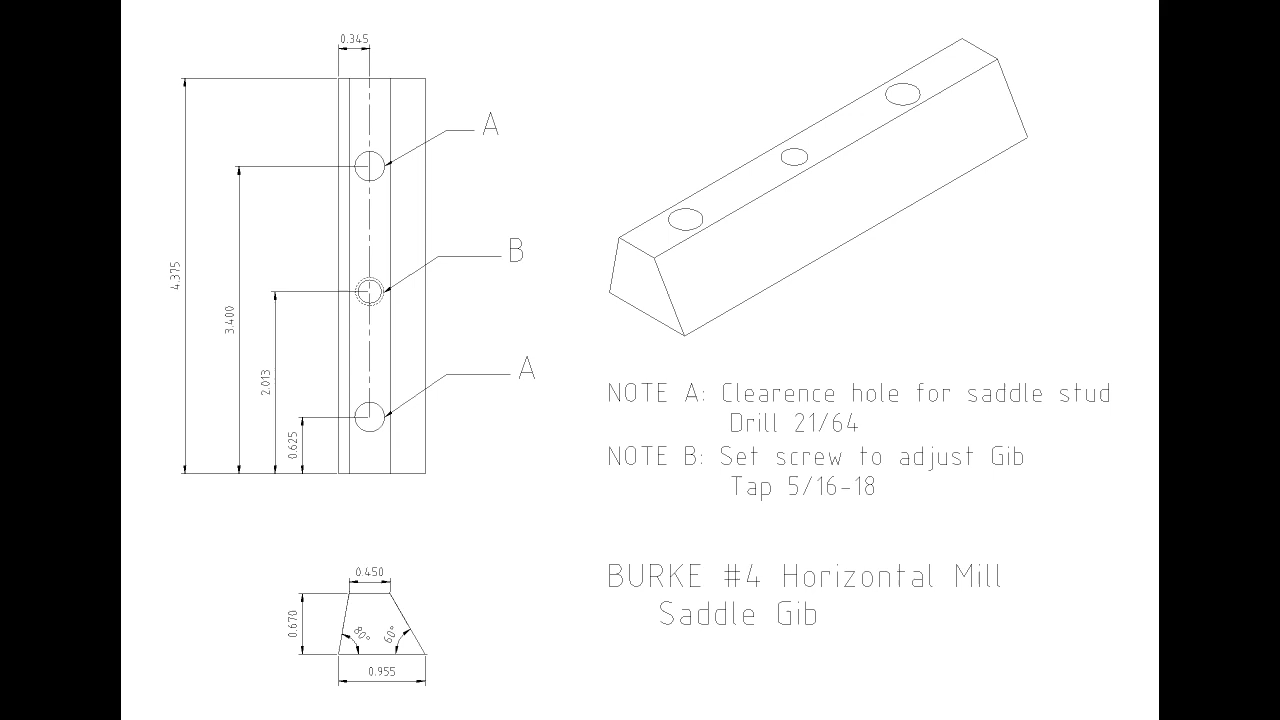 0.345
A
B
A
4.375
3.400
2.013
0.625
NOTE A: Clearence hole for saddle stud
Drill 21/64
NOTE B: Set screw to adjust Gib
Tap 5/16-18
0.450
0.670
80°
60°
0.955
BURKE #4 Horizontal Mill
Saddle Gib